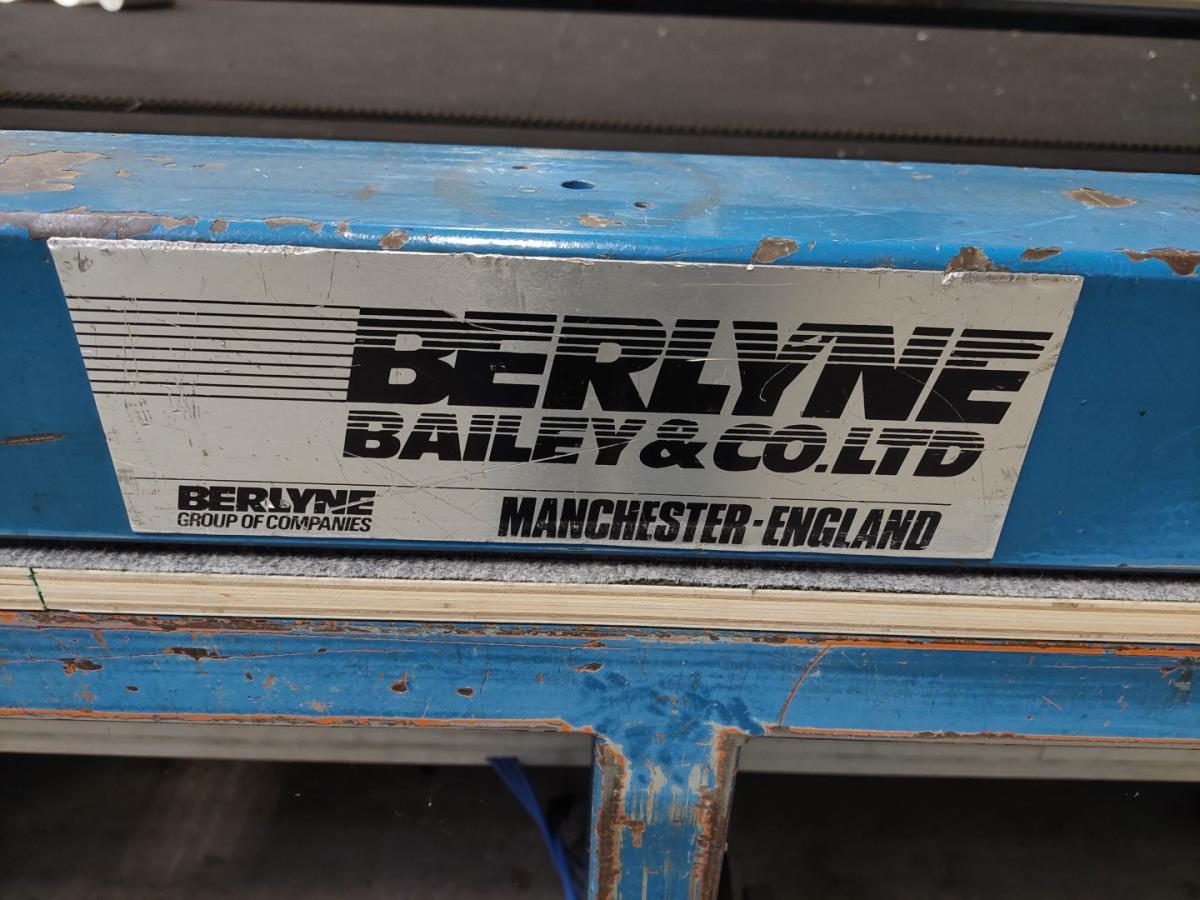 BERLYNE
BAILEY & CO. LTD
BERLYNE
GROUP OF COMPANIES
MANCHESTER - ENGLAND